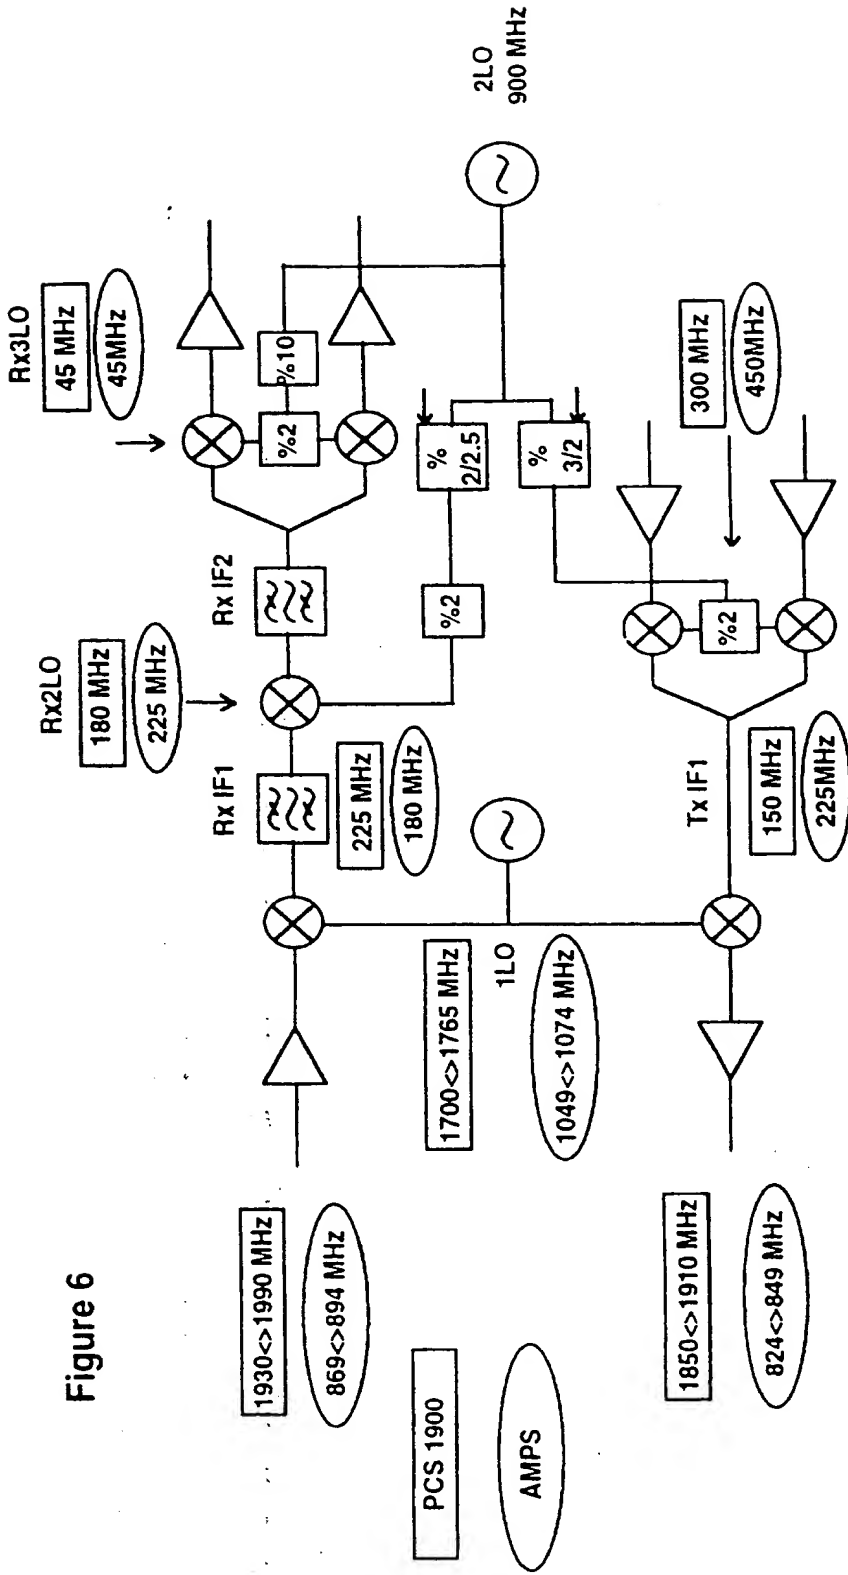 Figure 6
Rx3LO
45 MHz
45MHz
Rx2LO
180 MHz
225 MHz
Rx IF1
225 MHz
180 MHz
Rx IF2
%2
%10
1930<>1990 MHz
869<>894 MHz
%
2/2.5
%2
2LO
900 MHz
PCS 1900
AMPS
1700<>1765 MHz
1LO
1049<>1074 MHz
%
3/2
300 MHz
450MHz
%2
Tx IF1
150 MHz
225MHz
1850<>1910 MHz
824<>849 MHz